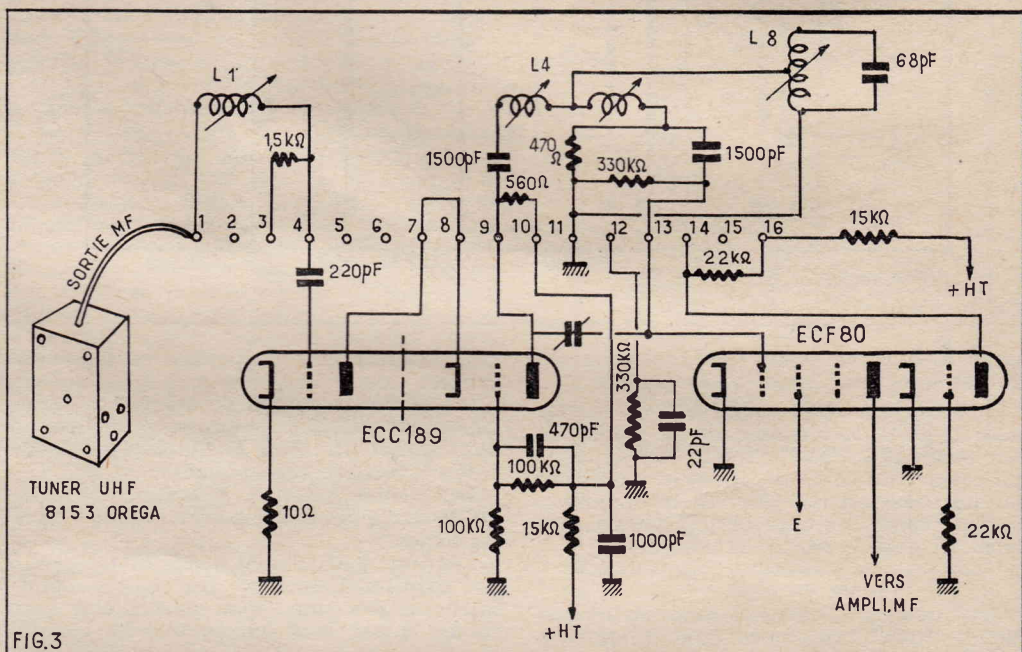 L 1
1,5kΩ
L4
L 8
68pF
1500pF
560Ω
470
Ω
330kΩ
1500pF
1 2 3 4 5 6 7 8 9 10 11 12 13 14 15 16
15kΩ
22kΩ
+HT
SORTIE MF
220pF
ECC189
ECF80
330kΩ
22pF
470pF
100kΩ
TUNER UHF
8153 OREGA
10Ω
100kΩ
15kΩ
1000pF
E
22kΩ
VERS
AMPLI.MF
+HT
FIG.3